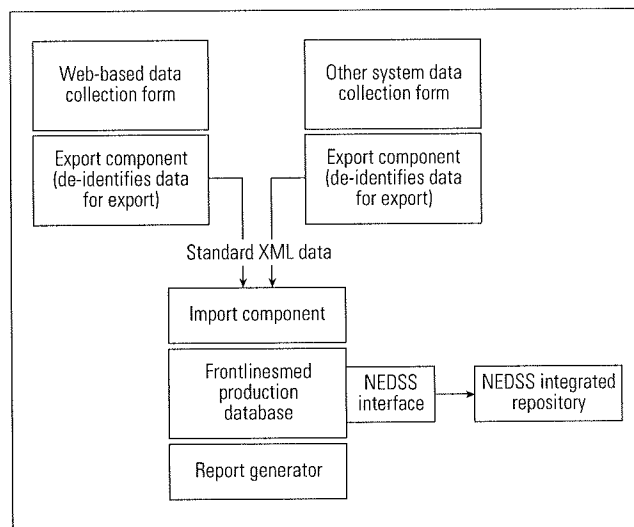 Web-based data
collection form
Other system data
collection form
Export component
(de-identifies data
for export)
Export component
(de-identifies data
for export)
Standard XML data
Import component
Frontlinesmed
production
database
NEDSS
interface
NEDSS integrated
repository
Report generator